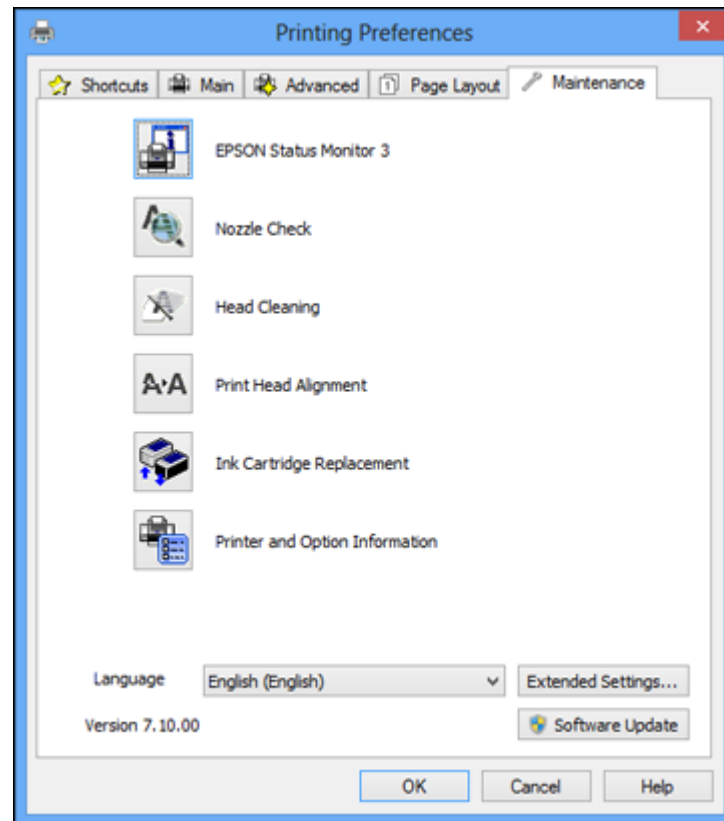 Printing Preferences
Shortcuts Main Advanced 1 Page Layout Maintenance
EPSON Status Monitor 3
Nozzle Check
Head Cleaning
A·A Print Head Alignment
Ink Cartridge Replacement
Printer and Option Information
Language English (English) Extended Settings...
Version 7.10.00 Software Update
OK Cancel Help